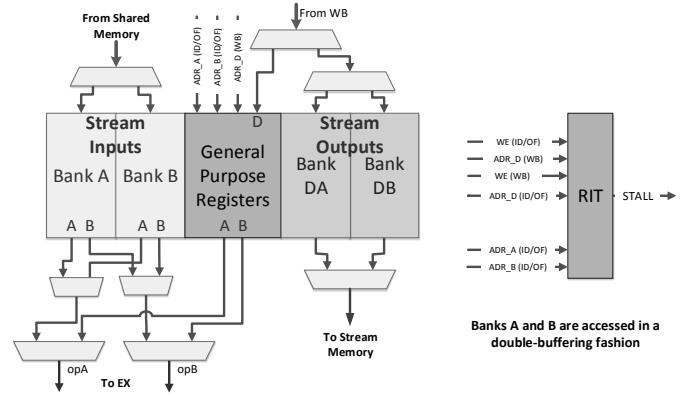 From Shared
Memory
From WB
ADR_A (ID/OF)
ADR_B (ID/OF)
ADR_D (WB)
Stream
Inputs
Bank A
Bank B
A B
A B
D
General
Purpose
Registers
A B
Stream
Outputs
Bank
DA
Bank
DB
WE (ID/OF)
ADR_D (WB)
WE (WB)
ADR_D (ID/OF)
ADR_A (ID/OF)
ADR_B (ID/OF)
RIT
STALL
opA
To EX
opB
To Stream
Memory
Banks A and B are accessed in a
double-buffering fashion